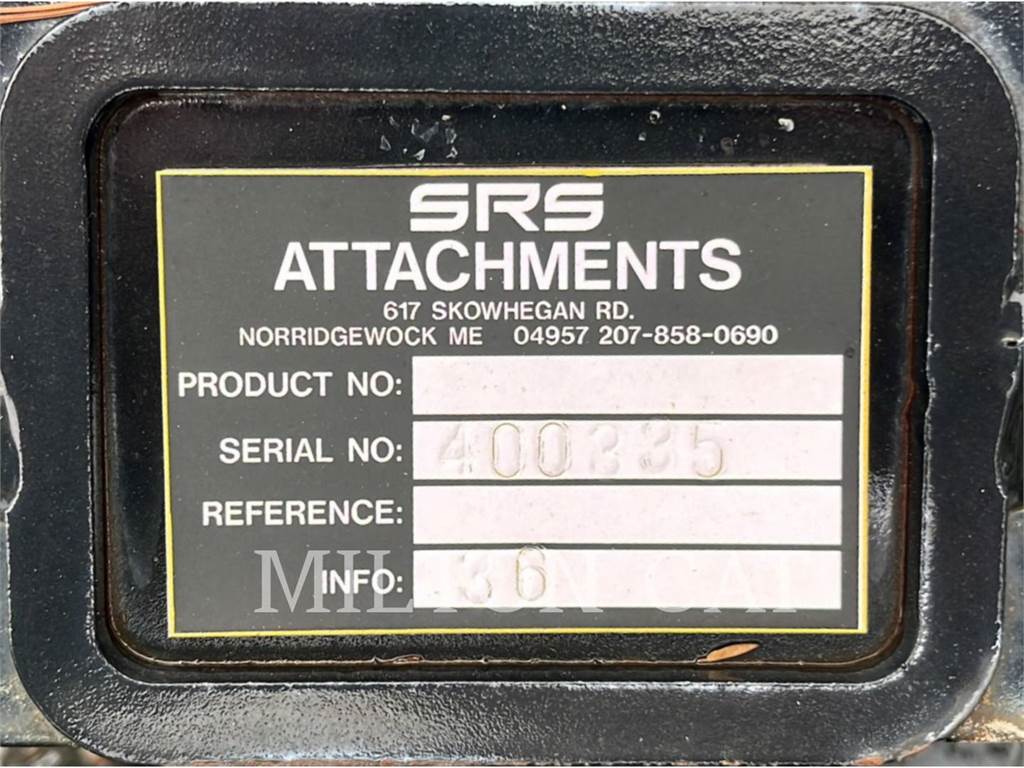 SRS
ATTACHMENTS
617 SKOWHEGAN RD.
NORRIDGEWOCK ME 04957 207-858-0690
PRODUCT NO:
SERIAL NO: 400335
REFERENCE:
INFO: 36
MILTON CAT